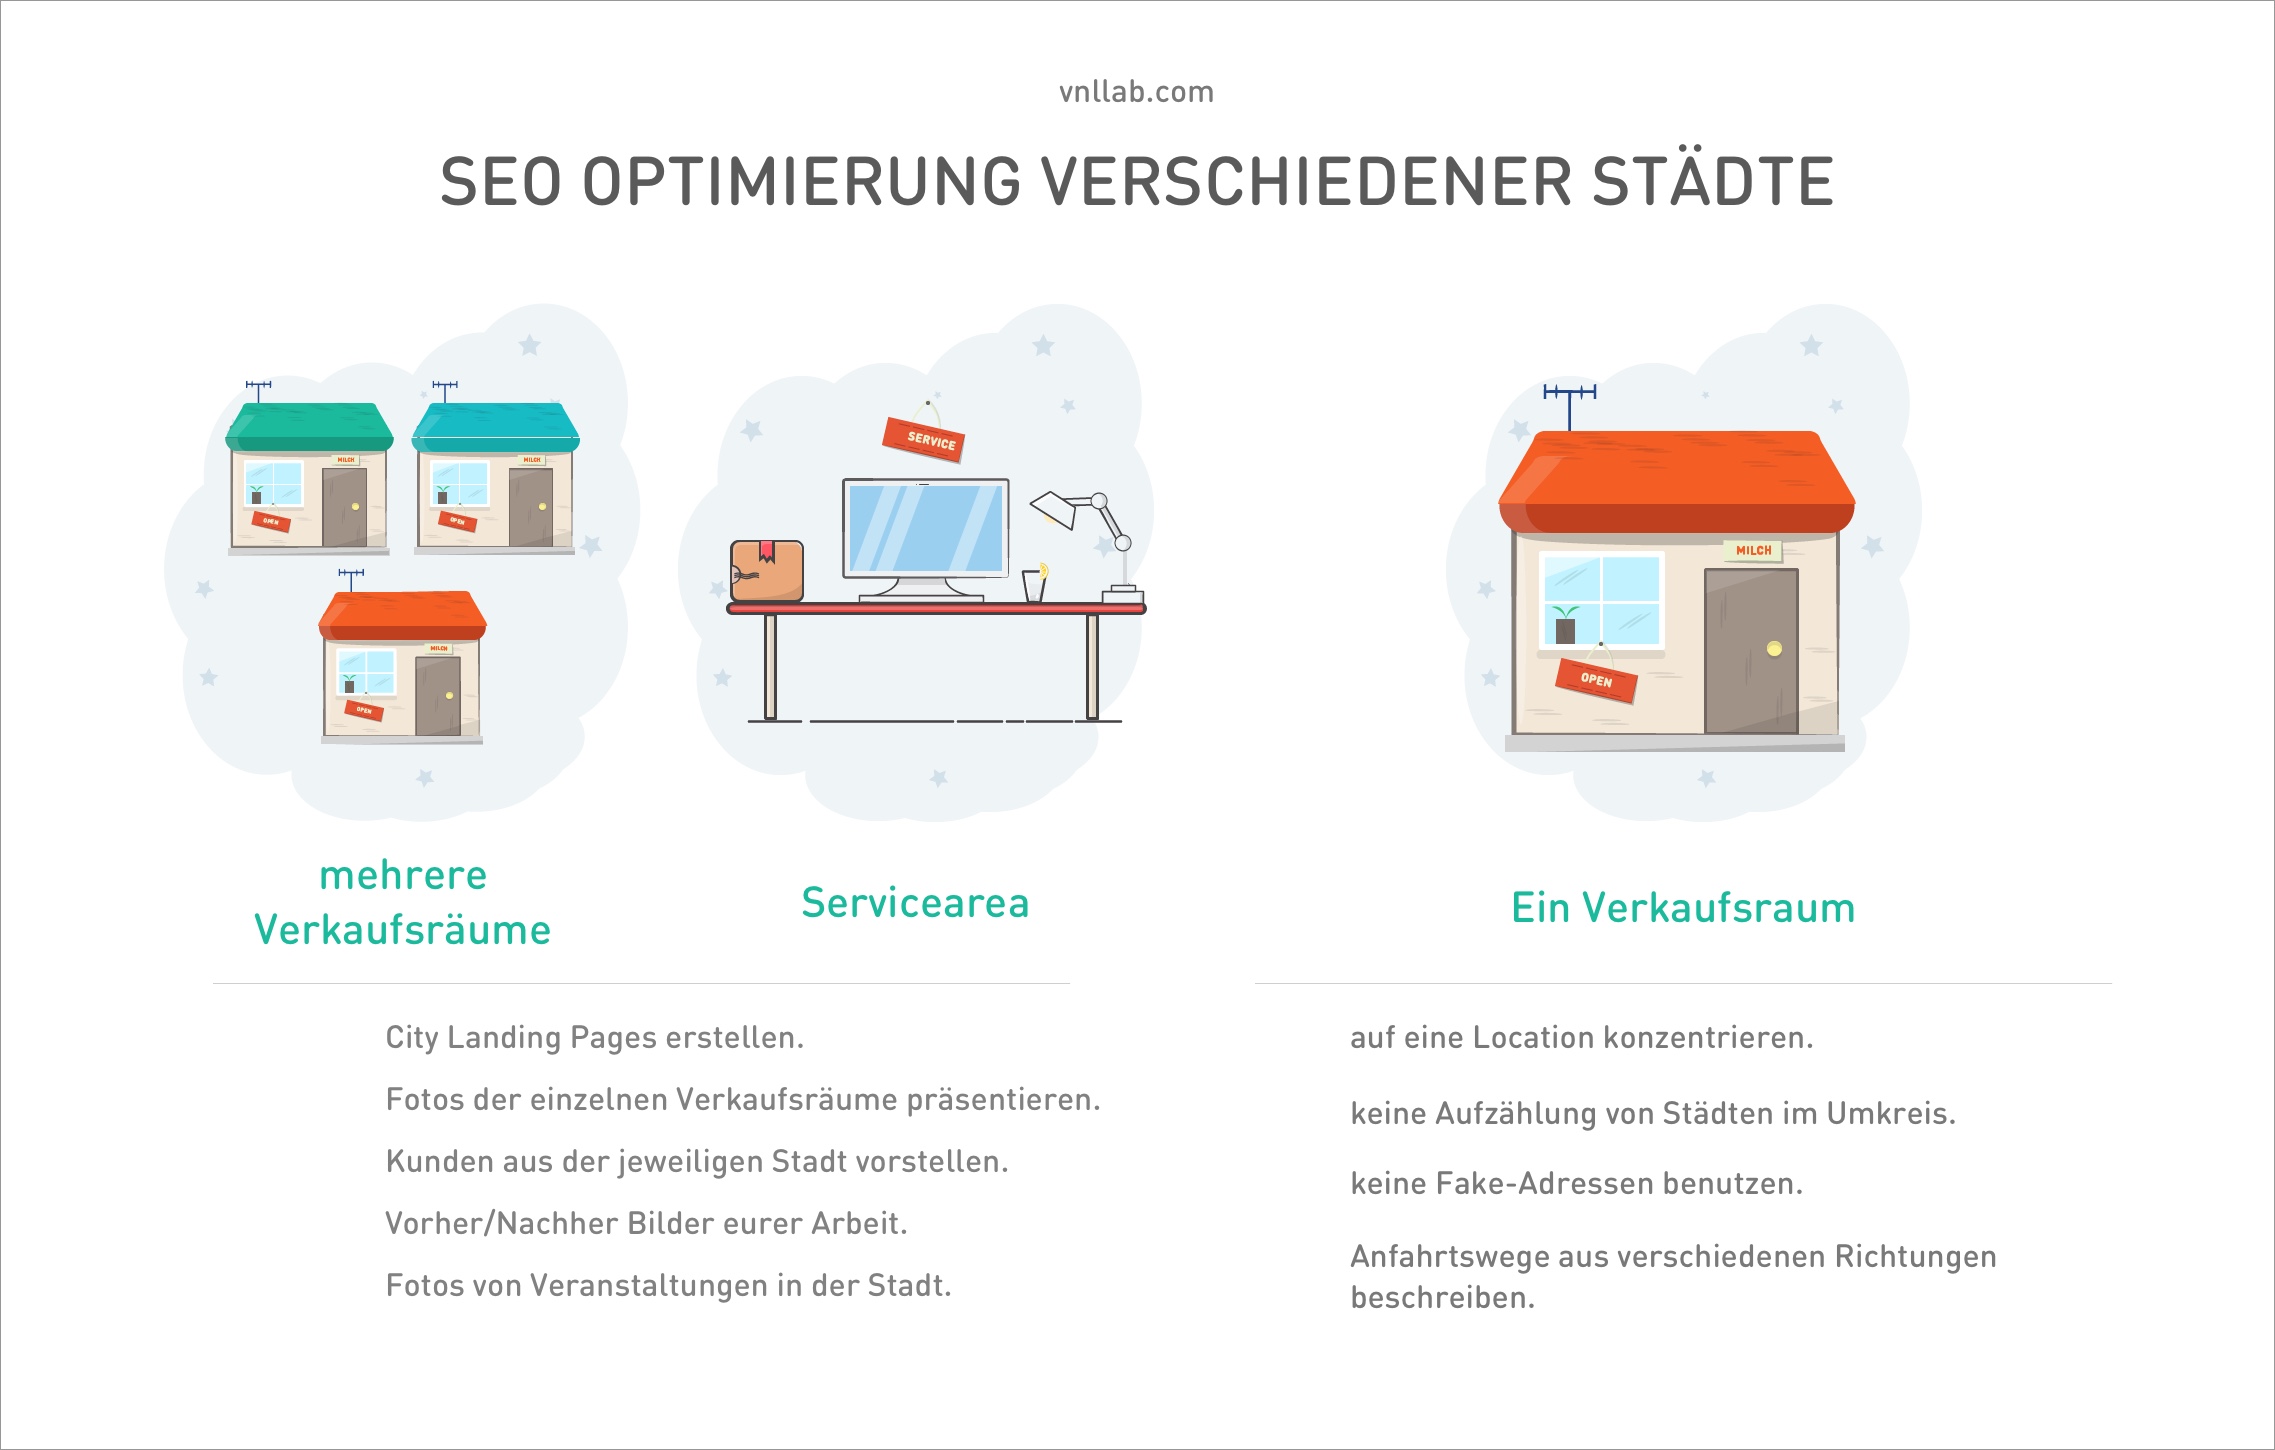 vnllab.com
SEO OPTIMIERUNG VERSCHIEDENER STÄDTE
MILCH
OPEN
MILCH
OPEN
MILCH
OPEN
SERVICE
MILCH
OPEN
mehrere
Verkaufsräume
Servicearea
Ein Verkaufsraum
City Landing Pages erstellen.
Fotos der einzelnen Verkaufsräume präsentieren.
Kunden aus der jeweiligen Stadt vorstellen.
Vorher/Nachher Bilder eurer Arbeit.
Fotos von Veranstaltungen in der Stadt.
auf eine Location konzentrieren.
keine Aufzählung von Städten im Umkreis.
keine Fake-Adressen benutzen.
Anfahrtswege aus verschiedenen Richtungen
beschreiben.